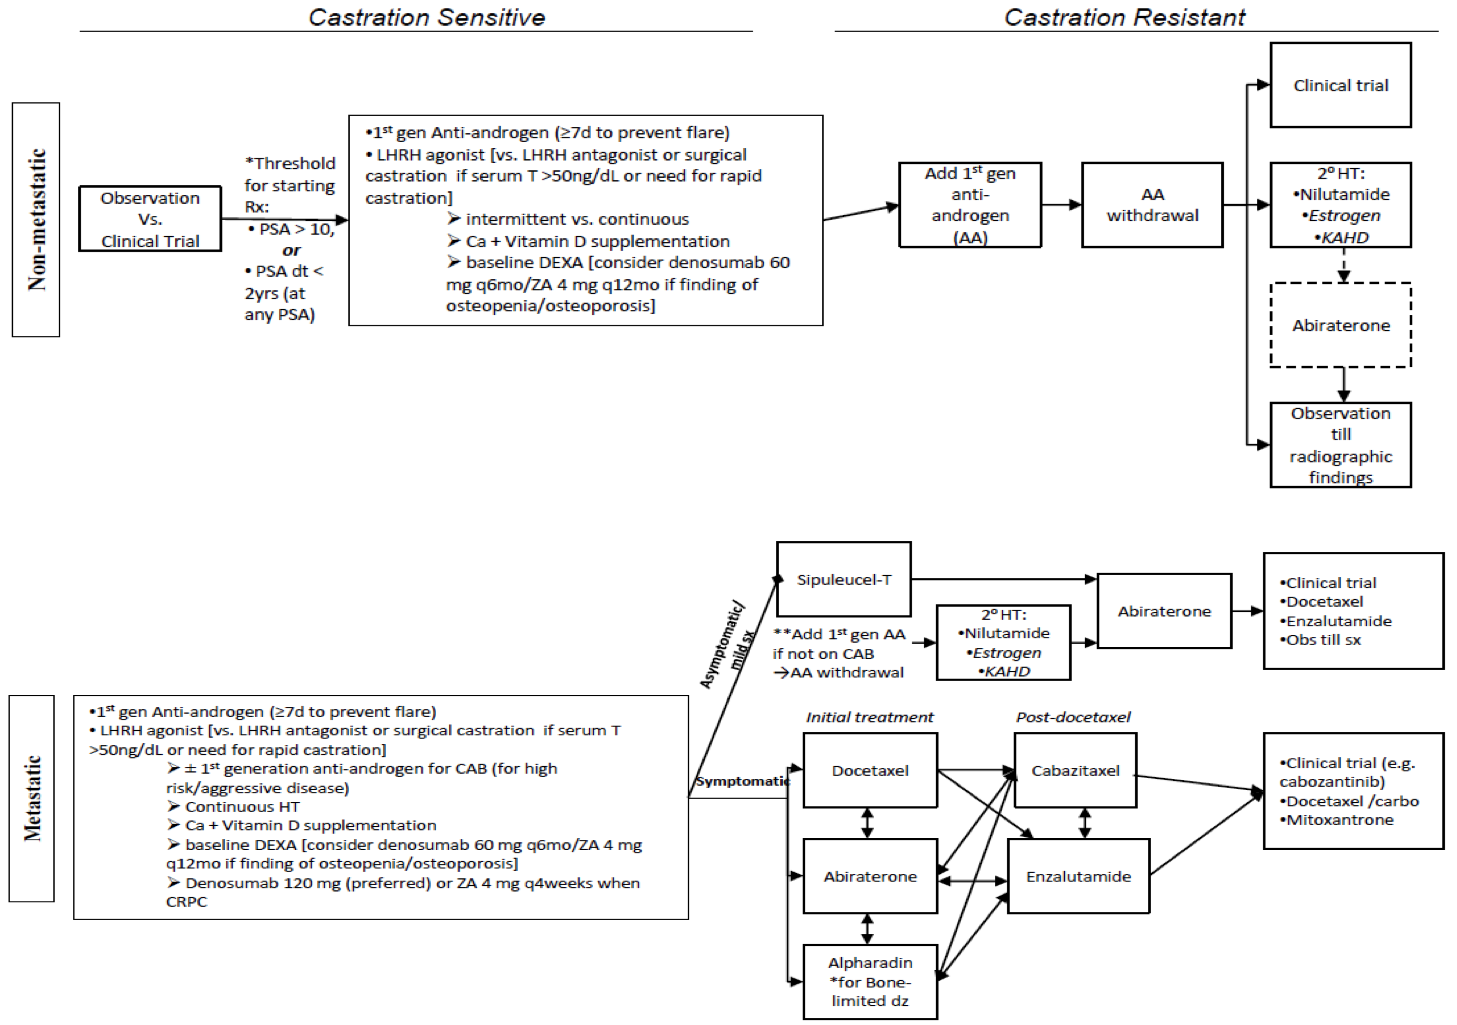 Castration Sensitive
Castration Resistant
Non-metastatic
Observation
Vs.
Clinical Trial
*Threshold
for starting
Rx:
• PSA > 10,
or
• PSA dt <
2yrs (at
any PSA)
•1st gen Anti-androgen (≥7d to prevent flare)
• LHRH agonist [vs. LHRH antagonist or surgical
castration if serum T >50ng/dL or need for rapid
castration]
➢ intermittent vs. continuous
➢ Ca + Vitamin D supplementation
➢ baseline DEXA [consider denosumab 60
mg q6mo/ZA 4 mg q12mo if finding of
osteopenia/osteoporosis]
Add 1st gen
anti-
androgen
(AA)
AA
withdrawal
Clinical trial
2º HT:
•Nilutamide
•Estrogen
•KAHD
Abiraterone
Observation
till
radiographic
findings
Metastatic
•1st gen Anti-androgen (≥7d to prevent flare)
• LHRH agonist [vs. LHRH antagonist or surgical castration if serum T
>50ng/dL or need for rapid castration]
➢ ± 1st generation anti-androgen for CAB (for high
risk/aggressive disease)
➢ Continuous HT
➢ Ca + Vitamin D supplementation
➢ baseline DEXA [consider denosumab 60 mg q6mo/ZA 4 mg
q12mo if finding of osteopenia/osteoporosis]
➢ Denosumab 120 mg (preferred) or ZA 4 mg q4weeks when
CRPC
Asymptomatic/
mild sx
Sipuleucel-T
**Add 1st gen AA
if not on CAB
→AA withdrawal
2º HT:
•Nilutamide
•Estrogen
•KAHD
Abiraterone
•Clinical trial
•Docetaxel
•Enzalutamide
•Obs till sx
Symptomatic
Initial treatment
Post-docetaxel
Docetaxel
Cabazitaxel
Abiraterone
Enzalutamide
Alpharadin
*for Bone-
limited dz
•Clinical trial (e.g.
cabozantinib)
•Docetaxel /carbo
•Mitoxantrone